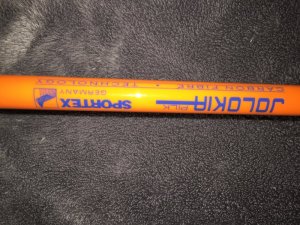 JOLOKIA
PILK
SPORTEX
GERMANY
CARBON FIBRE • TECHNOLOGY